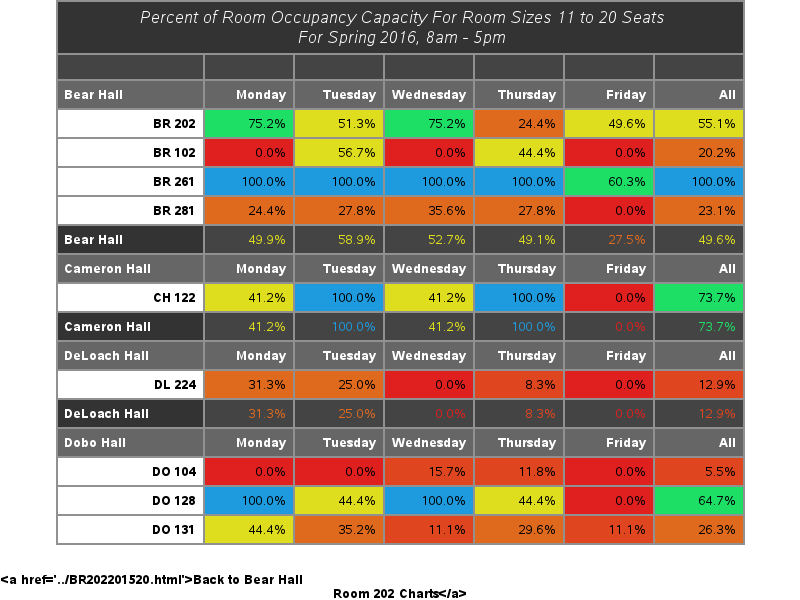 Percent of Room Occupancy Capacity For Room Sizes 11 to 20 Seats
For Spring 2016, 8am - 5pm
Bear Hall Monday Tuesday Wednesday Thursday Friday All
BR 202 75.2% 51.3% 75.2% 24.4% 49.6% 55.1%
BR 102 0.0% 56.7% 0.0% 44.4% 0.0% 20.2%
BR 261 100.0% 100.0% 100.0% 100.0% 60.3% 100.0%
BR 281 24.4% 27.8% 35.6% 27.8% 0.0% 23.1%
Bear Hall 49.9% 58.9% 52.7% 49.1% 27.5% 49.6%
Cameron Hall Monday Tuesday Wednesday Thursday Friday All
CH 122 41.2% 100.0% 41.2% 100.0% 0.0% 73.7%
Cameron Hall 41.2% 100.0% 41.2% 100.0% 0.0% 73.7%
DeLoach Hall Monday Tuesday Wednesday Thursday Friday All
DL 224 31.3% 25.0% 0.0% 8.3% 0.0% 12.9%
DeLoach Hall 31.3% 25.0% 0.0% 8.3% 0.0% 12.9%
Dobo Hall Monday Tuesday Wednesday Thursday Friday All
DO 104 0.0% 0.0% 15.7% 11.8% 0.0% 5.5%
DO 128 100.0% 44.4% 100.0% 44.4% 0.0% 64.7%
DO 131 44.4% 35.2% 11.1% 29.6% 11.1% 26.3%
<a href='../BR202201520.html'>Back to Bear Hall
Room 202 Charts</a>